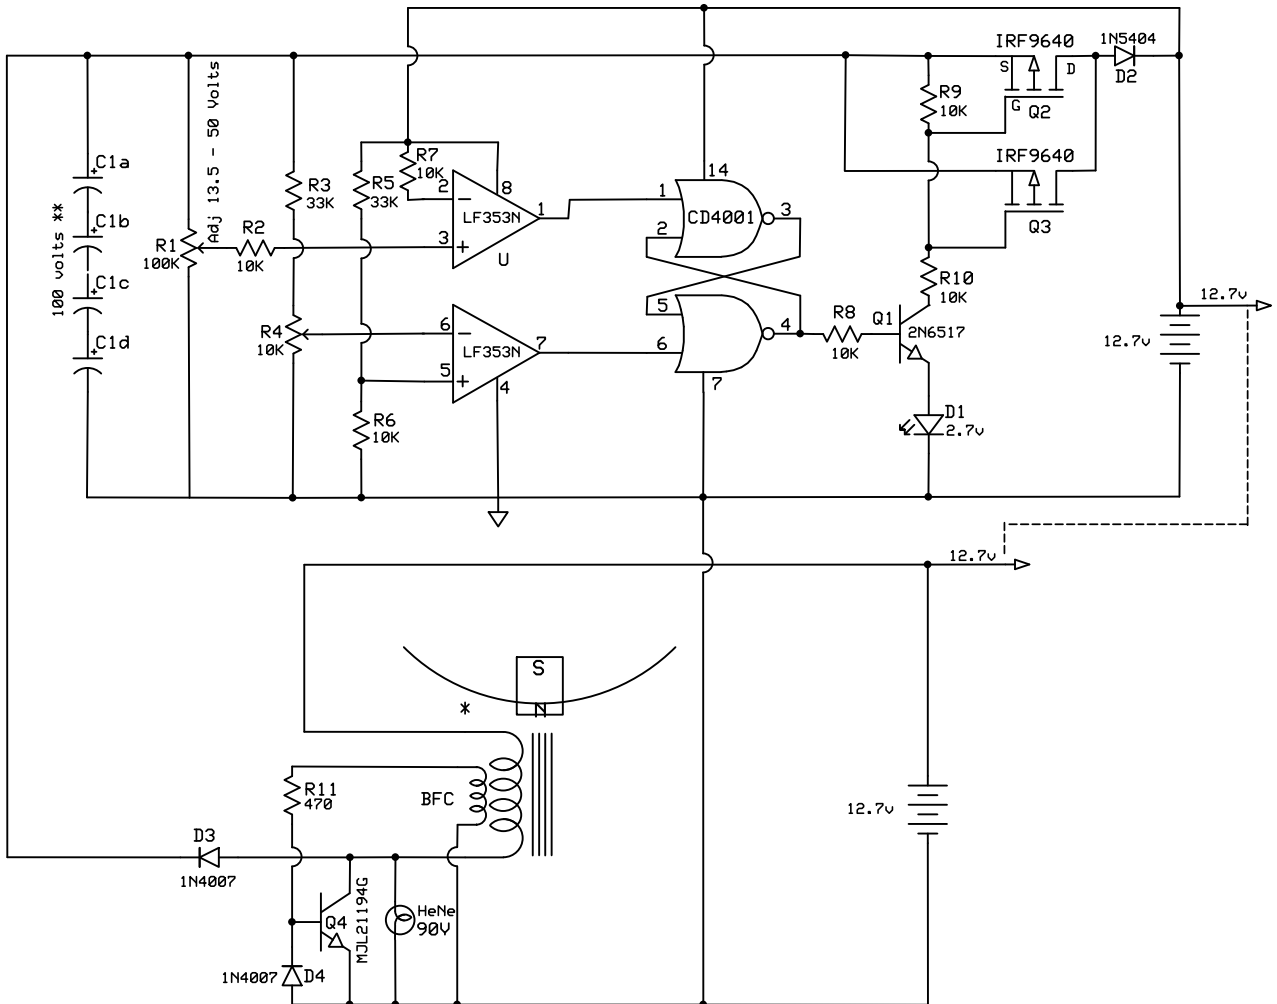 IRF9640
1N5404
S
D
D2
G
Q2
R9
10K
Adj 13.5 - 50 Volts
C1a
C1b
C1c
C1d
100 volts **
R1
100K
R2
10K
R3
33K
R4
10K
R5
33K
R6
10K
R7
10K
2
3
8
1
LF353N
U
6
5
7
4
LF353N
14
1
2
3
CD4001
5
6
4
7
R8
10K
Q1
2N6517
R10
10K
IRF9640
Q3
D1
2.7v
12.7v
12.7v
12.7v
S
N
*
R11
470
BFC
12.7v
D3
1N4007
Q4
MJL21194G
HeNe
90V
1N4007
D4